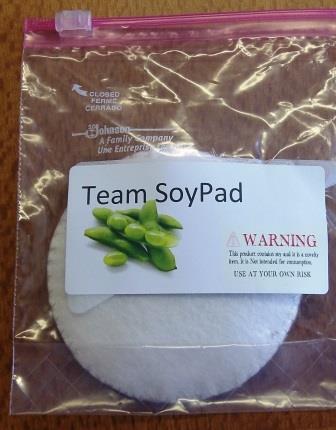 CLOSED
FERMÉ
CERRADO
SC Johnson
A Family Company
Une Entreprise
Team SoyPad
WARNING
This product contains soy and it is a novelty
item. It is Not intended for consumption.
USE AT YOUR OWN RISK